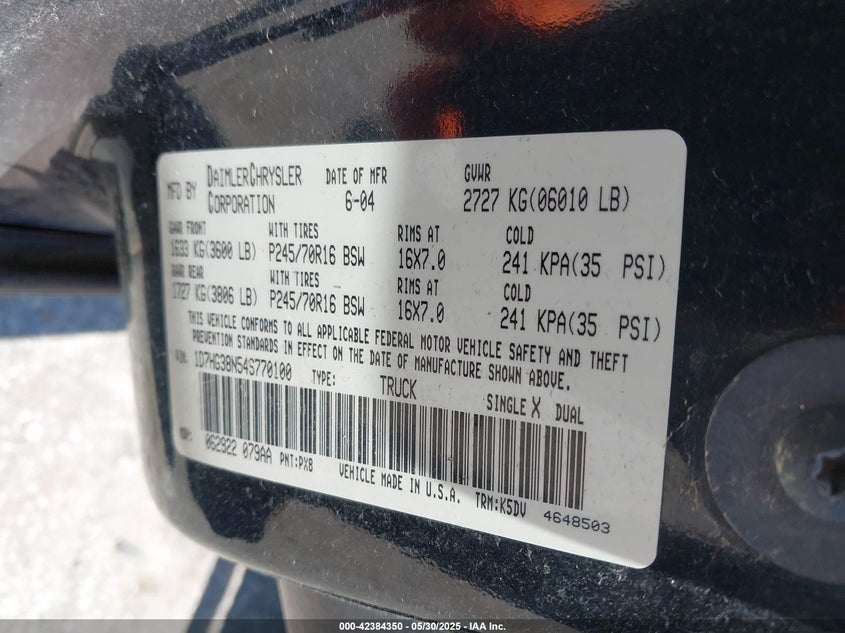 MFD BY DAIMLERCHRYSLER CORPORATION DATE OF MFR 6-04 GVWR 2727 KG(06010 LB)
GAWR FRONT WITH TIRES RIMS AT COLD
1633 KG(3600 LB) P245/70R16 BSW 16X7.0 241 KPA(35 PSI)
GAWR REAR WITH TIRES RIMS AT COLD
1727 KG(3806 LB) P245/70R16 BSW 16X7.0 241 KPA(35 PSI)
THIS VEHICLE CONFORMS TO ALL APPLICABLE FEDERAL MOTOR VEHICLE SAFETY AND THEFT
PREVENTION STANDARDS IN EFFECT ON THE DATE OF MANUFACTURE SHOWN ABOVE.
VIN: 1D7HG38N54S770100 TYPE: TRUCK SINGLE X DUAL
MDH: 062922 079AA PNT:PX8
VEHICLE MADE IN U.S.A. TRM:K5DV 4648503
000-42384350 - 05/30/2025 - IAA Inc.